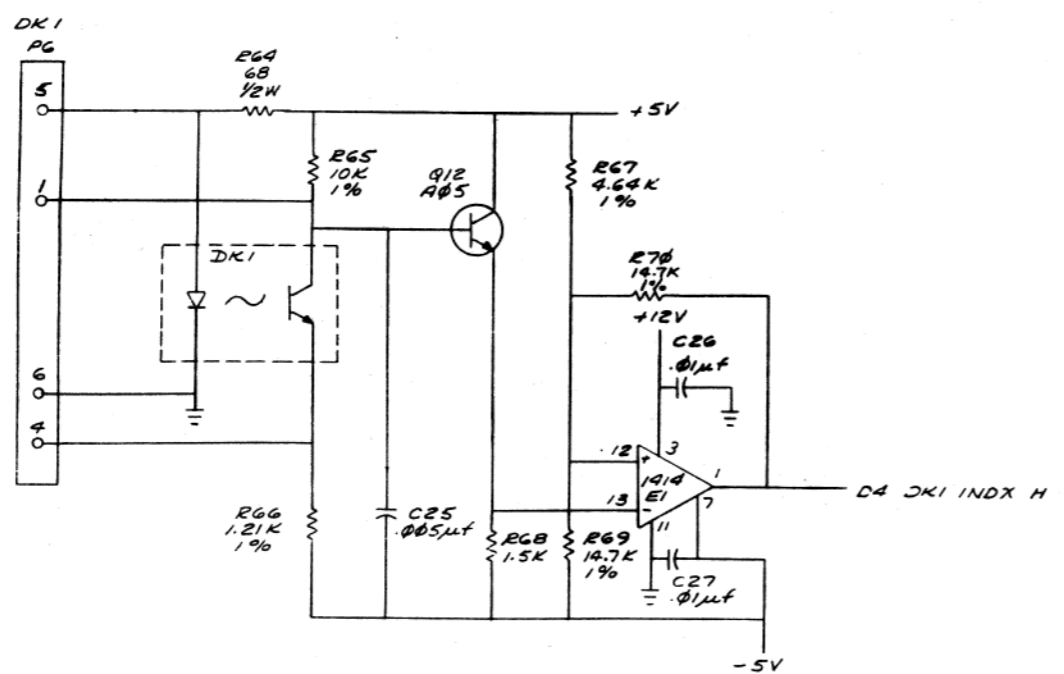 DK1
P6
5
R64
68
1/2W
+5V
R65
10K
1%
Q12
AØ5
R67
4.64K
1%
1
DK1
R7Ø
14.7K
1%
+12V
C26
.Ø1µf
6
4
12
+
3
1414
E1
1
D4 DK1 INDX H
13
-
7
11
R66
1.21K
1%
C25
.ØØ5µf
R68
1.5K
R69
14.7K
1%
C27
.Ø1µf
-5V